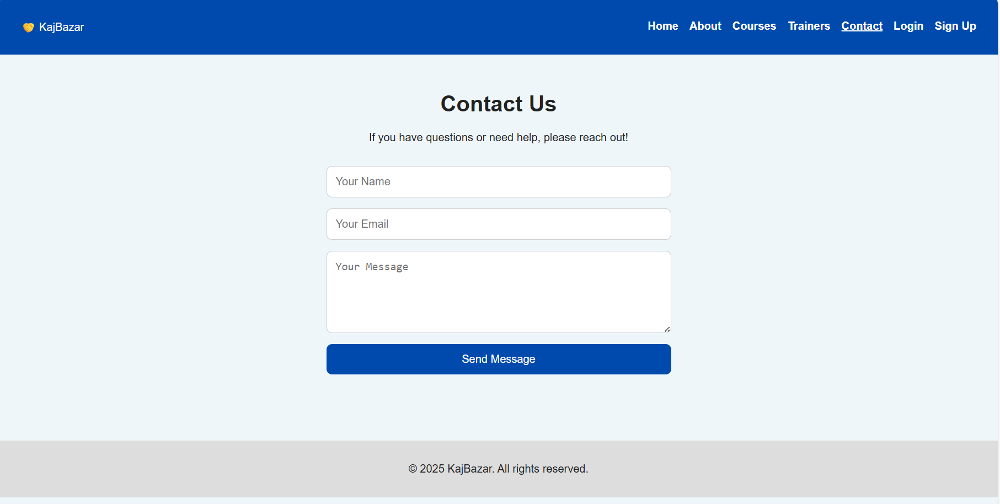 🤝 KajBazar
Home About Courses Trainers Contact Login Sign Up
Contact Us
If you have questions or need help, please reach out!
Your Name
Your Email
Your Message
Send Message
© 2025 KajBazar. All rights reserved.